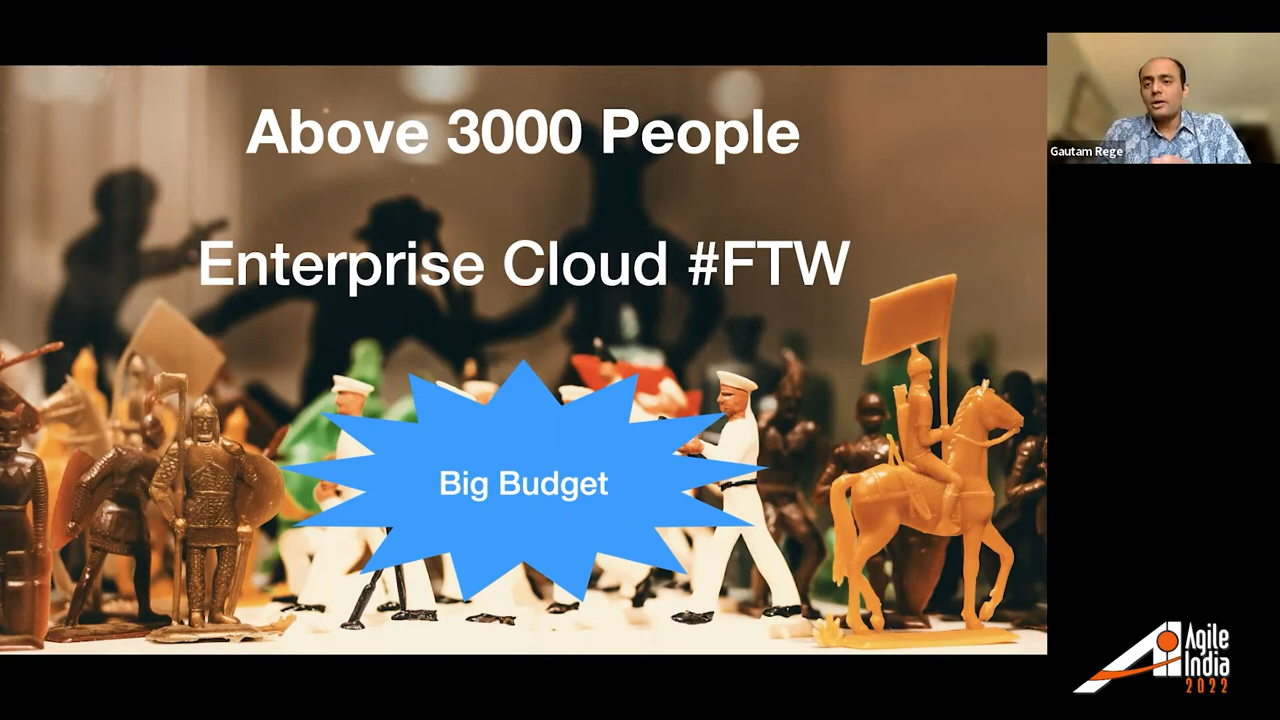 Above 3000 People
Enterprise Cloud #FTW
Big Budget
Gautam Rege
Agile
India
2022